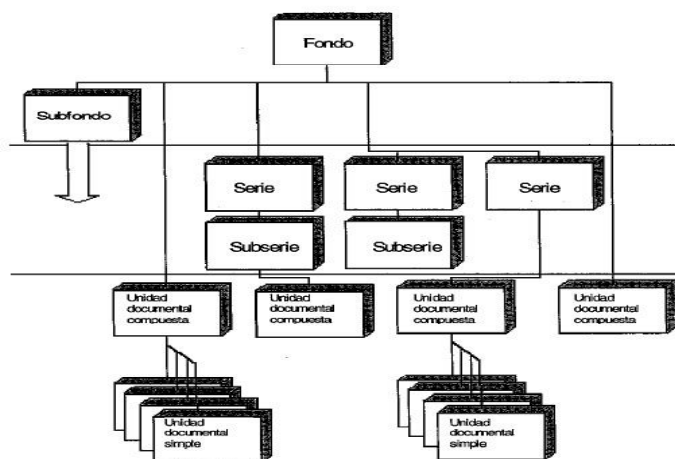 Fondo
Subfondo
Serie
Serie
Serie
Subserie
Subserie
Unidad
documental
compuesta
Unidad
documental
compuesta
Unidad
documental
compuesta
Unidad
documental
compuesta
Unidad
documental
simple
Unidad
documental
simple